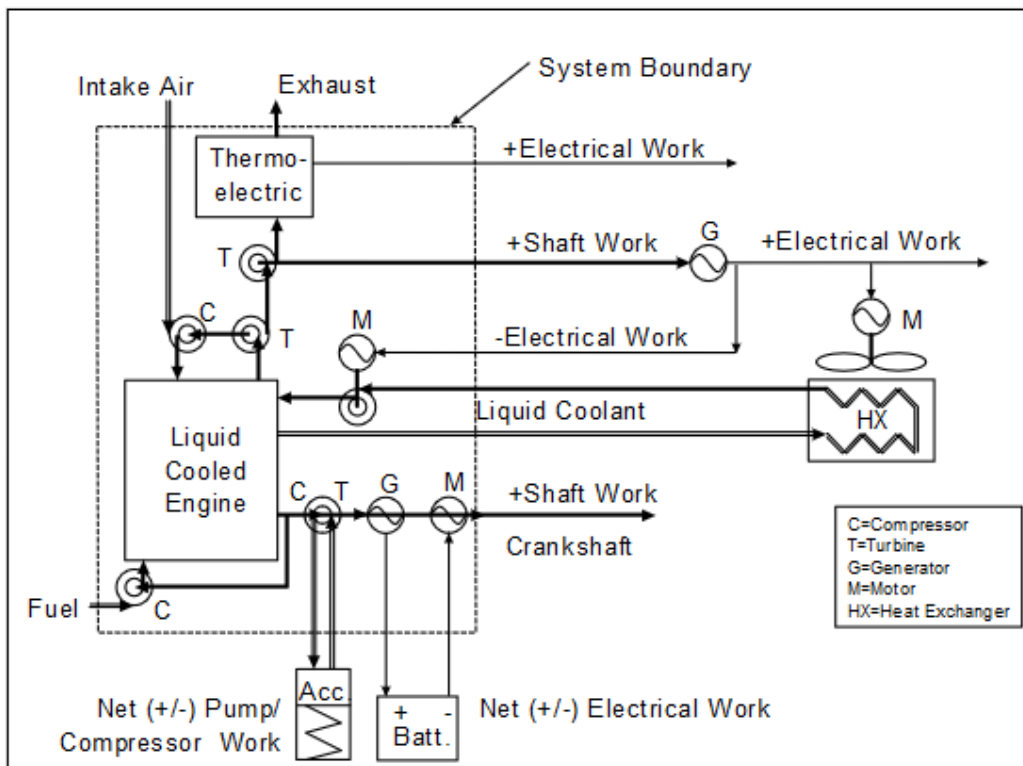 System Boundary
Intake Air
Exhaust
Thermo-
electric
+Electrical Work
T
+Shaft Work
G
+Electrical Work
C
T
M
-Electrical Work
M
Liquid Coolant
HX
Liquid
Cooled
Engine
C
T
G
M
+Shaft Work
Crankshaft
C=Compressor
T=Turbine
G=Generator
M=Motor
HX=Heat Exchanger
Fuel
C
Net (+/-) Pump/
Compressor Work
Acc.
+ -
Batt.
Net (+/-) Electrical Work